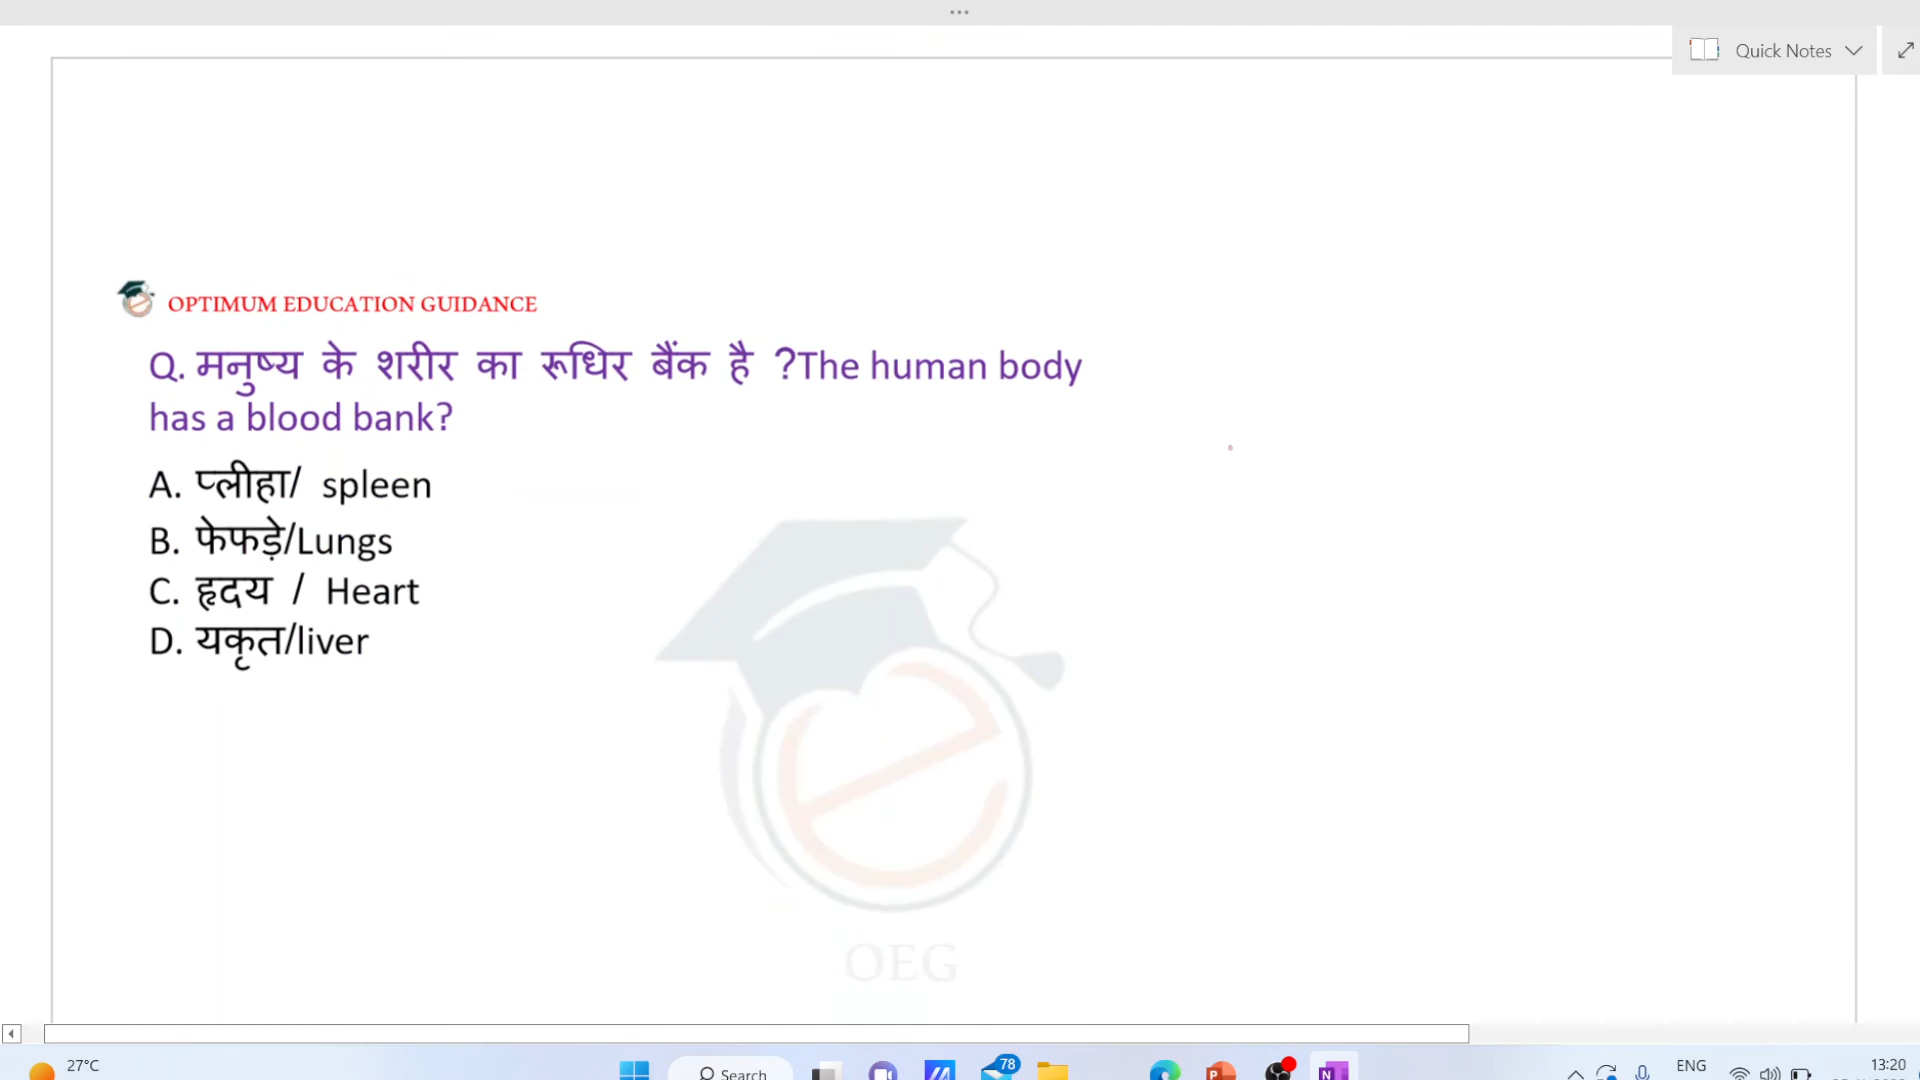 Quick Notes
OPTIMUM EDUCATION GUIDANCE
Q. मनुष्य के शरीर का रूधिर बैंक है ?The human body
has a blood bank?
A. प्लीहा/ spleen
B. फेफड़े/Lungs
C. हृदय / Heart
D. यकृत/liver
OEG
27°C
Search
78
ENG
13:20